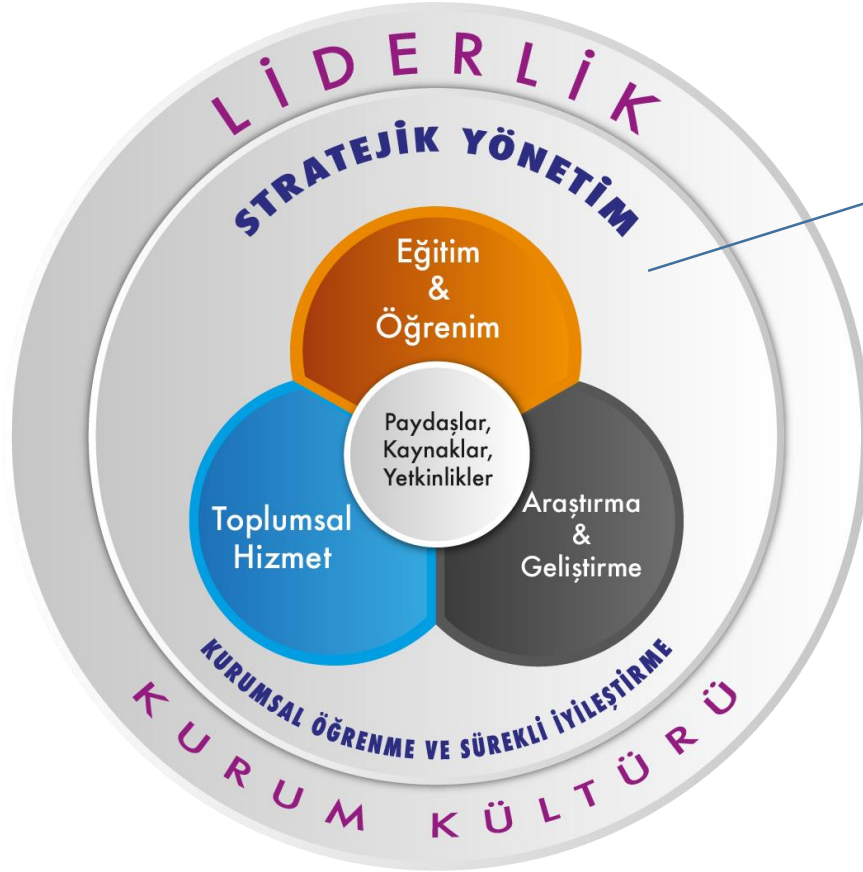 LİDERLİK
STRATEJİK YÖNETİM
Eğitim
&
Öğrenim
Paydaşlar,
Kaynaklar,
Yetkinlikler
Toplumsal
Hizmet
Araştırma
&
Geliştirme
KURUMSAL ÖĞRENME VE SÜREKLİ İYİLEŞTİRME
KURUM KÜLTÜRÜ